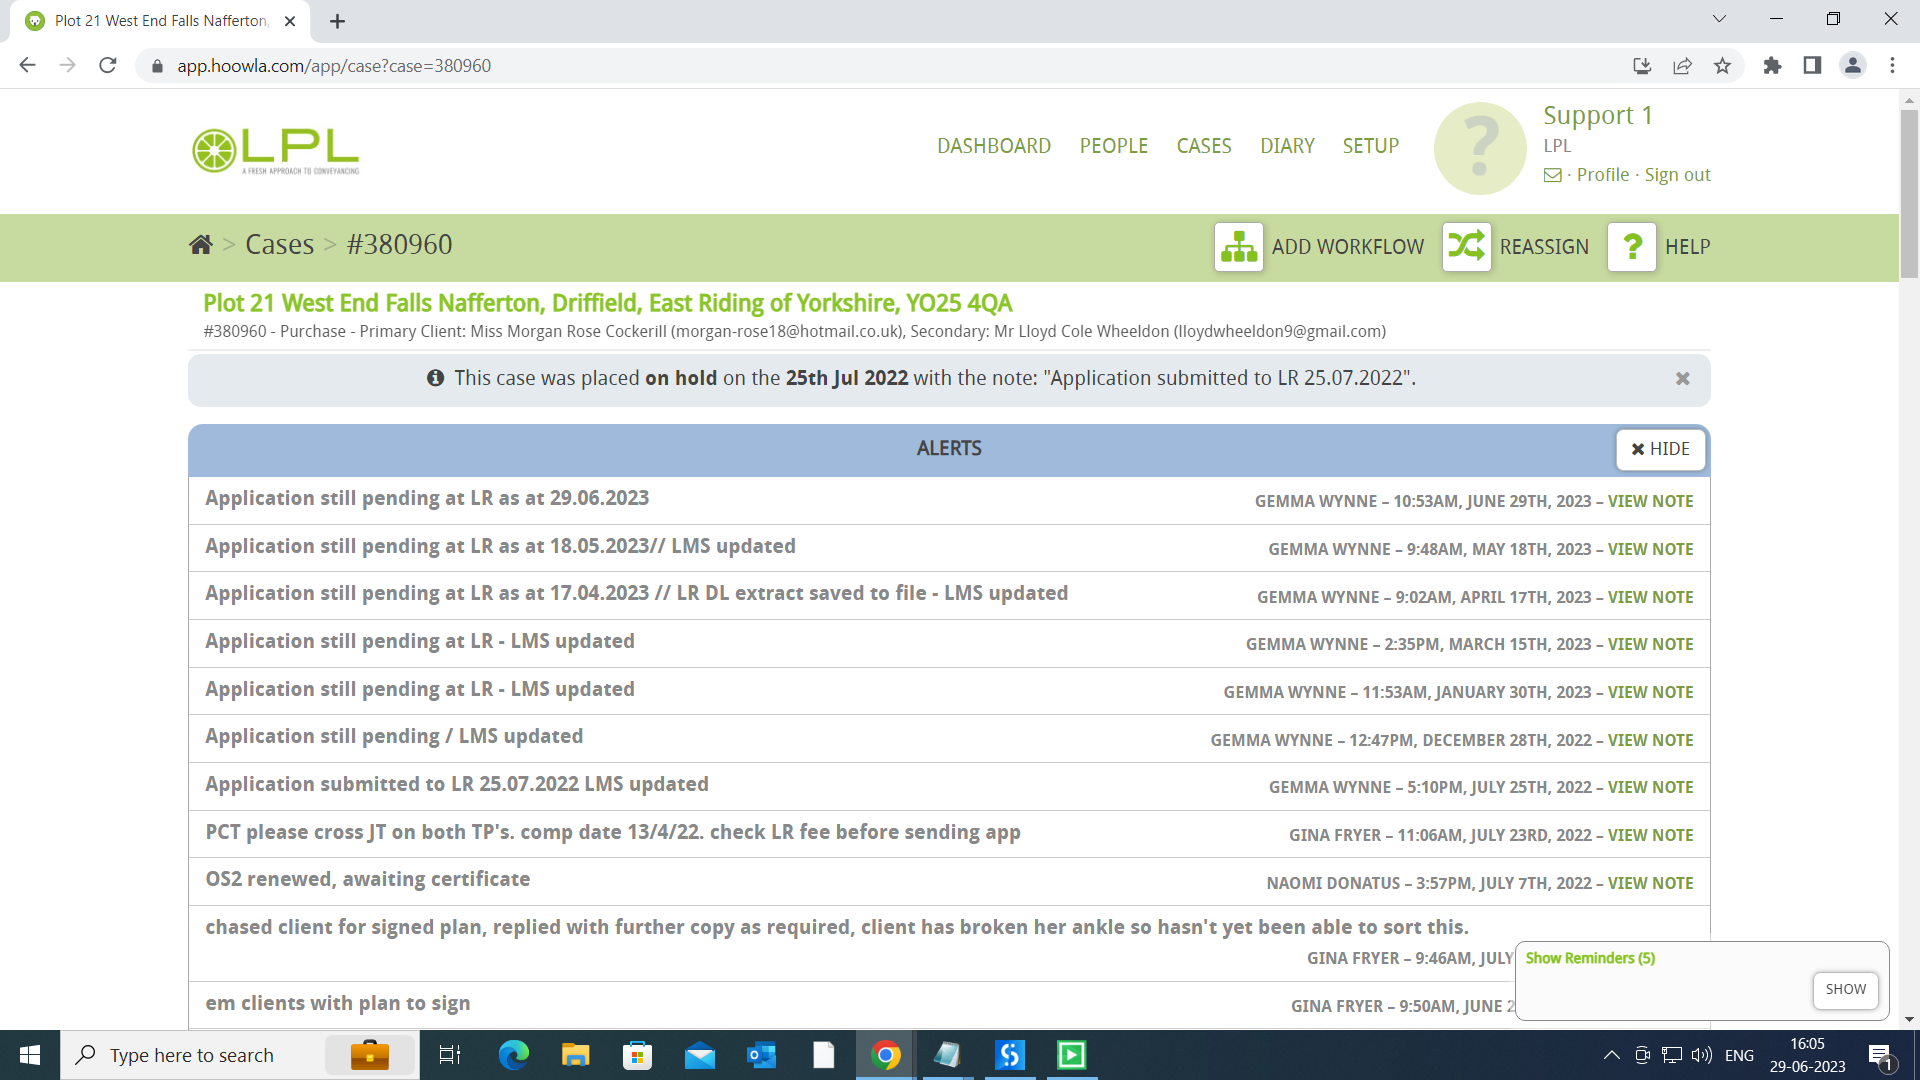 Plot 21 West End Falls Nafferton,
app.hoowla.com/app/case?case=380960
LPL
A FRESH APPROACH TO CONVEYANCING
DASHBOARD PEOPLE CASES DIARY SETUP
?
Support 1
LPL
· Profile · Sign out
> Cases > #380960
ADD WORKFLOW REASSIGN ? HELP
Plot 21 West End Falls Nafferton, Driffield, East Riding of Yorkshire, YO25 4QA
#380960 - Purchase - Primary Client: Miss Morgan Rose Cockerill (morgan-rose18@hotmail.co.uk), Secondary: Mr Lloyd Cole Wheeldon (lloydwheeldon9@gmail.com)
This case was placed on hold on the 25th Jul 2022 with the note: "Application submitted to LR 25.07.2022".
ALERTS
HIDE
Application still pending at LR as at 29.06.2023 GEMMA WYNNE – 10:53AM, JUNE 29TH, 2023 – VIEW NOTE
Application still pending at LR as at 18.05.2023// LMS updated GEMMA WYNNE – 9:48AM, MAY 18TH, 2023 – VIEW NOTE
Application still pending at LR as at 17.04.2023 // LR DL extract saved to file - LMS updated GEMMA WYNNE – 9:02AM, APRIL 17TH, 2023 – VIEW NOTE
Application still pending at LR - LMS updated GEMMA WYNNE – 2:35PM, MARCH 15TH, 2023 – VIEW NOTE
Application still pending at LR - LMS updated GEMMA WYNNE – 11:53AM, JANUARY 30TH, 2023 – VIEW NOTE
Application still pending / LMS updated GEMMA WYNNE – 12:47PM, DECEMBER 28TH, 2022 – VIEW NOTE
Application submitted to LR 25.07.2022 LMS updated GEMMA WYNNE – 5:10PM, JULY 25TH, 2022 – VIEW NOTE
PCT please cross JT on both TP's. comp date 13/4/22. check LR fee before sending app GINA FRYER – 11:06AM, JULY 23RD, 2022 – VIEW NOTE
OS2 renewed, awaiting certificate NAOMI DONATUS – 3:57PM, JULY 7TH, 2022 – VIEW NOTE
chased client for signed plan, replied with further copy as required, client has broken her ankle so hasn't yet been able to sort this.
GINA FRYER – 9:46AM, JULY
em clients with plan to sign GINA FRYER – 9:50AM, JUNE 2
Show Reminders (5)
SHOW
Type here to search
ENG
16:05
29-06-2023
1